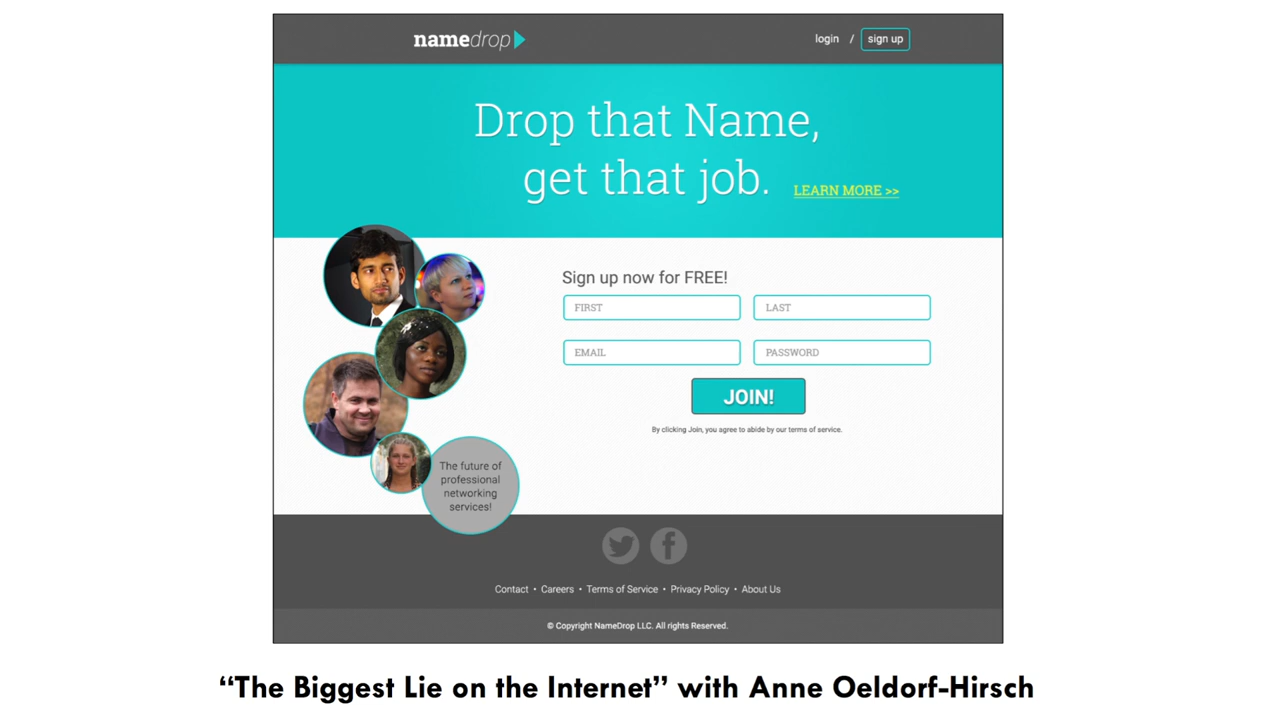 namedrop
login / sign up
Drop that Name,
get that job.
LEARN MORE >>
Sign up now for FREE!
FIRST
LAST
EMAIL
PASSWORD
JOIN!
By clicking Join, you agree to abide by our terms of service.
The future of
professional
networking
services!
Contact • Careers • Terms of Service • Privacy Policy • About Us
© Copyright NameDrop LLC. All rights Reserved.
“The Biggest Lie on the Internet” with Anne Oeldorf-Hirsch